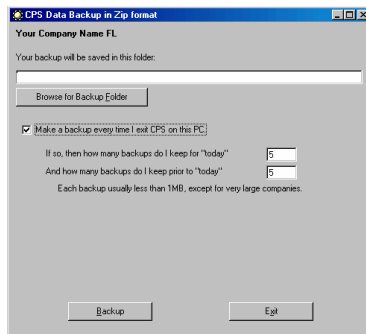 CPS Data Backup in Zip format
Your Company Name FL
Your backup will be saved in this folder:
Browse for Backup Folder
Make a backup every time I exit CPS on this PC.
If so, then how many backups do I keep for "today"
5
And how many backups do I keep prior to "today"
5
Each backup usually less than 1MB, except for very large companies.
Backup
Exit